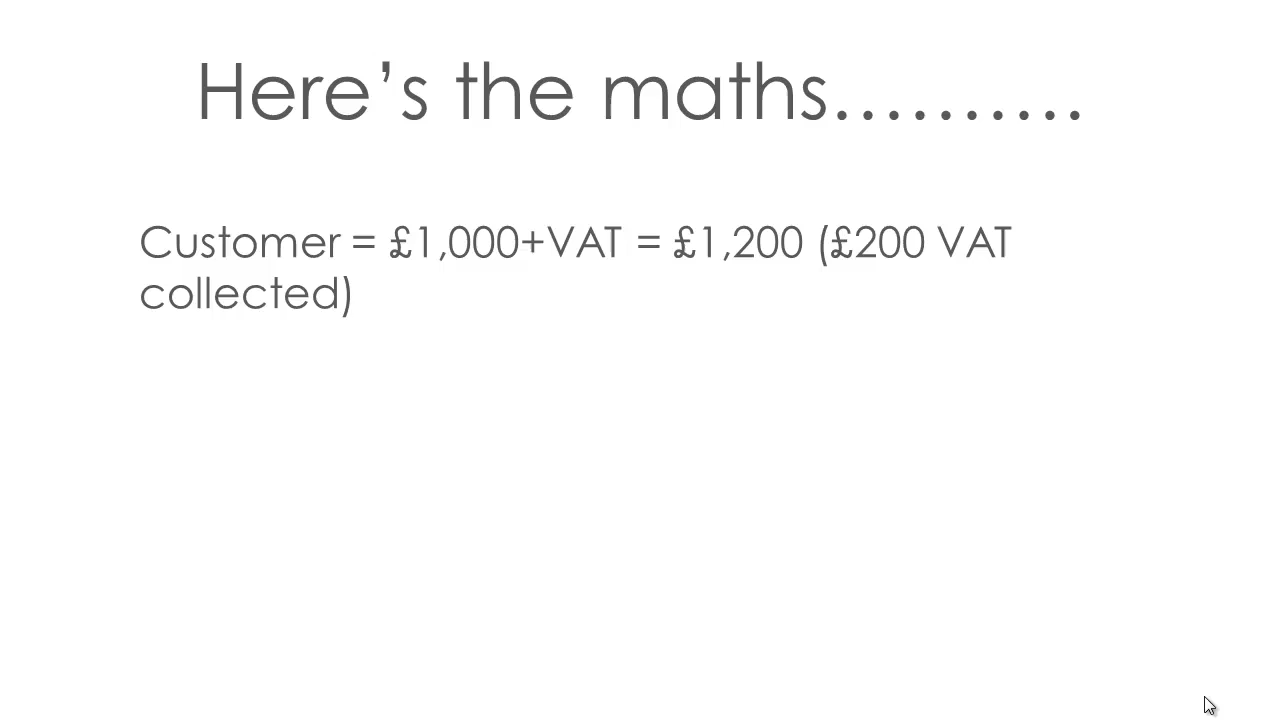 Here’s the maths……….
Customer = £1,000+VAT = £1,200 (£200 VAT
collected)